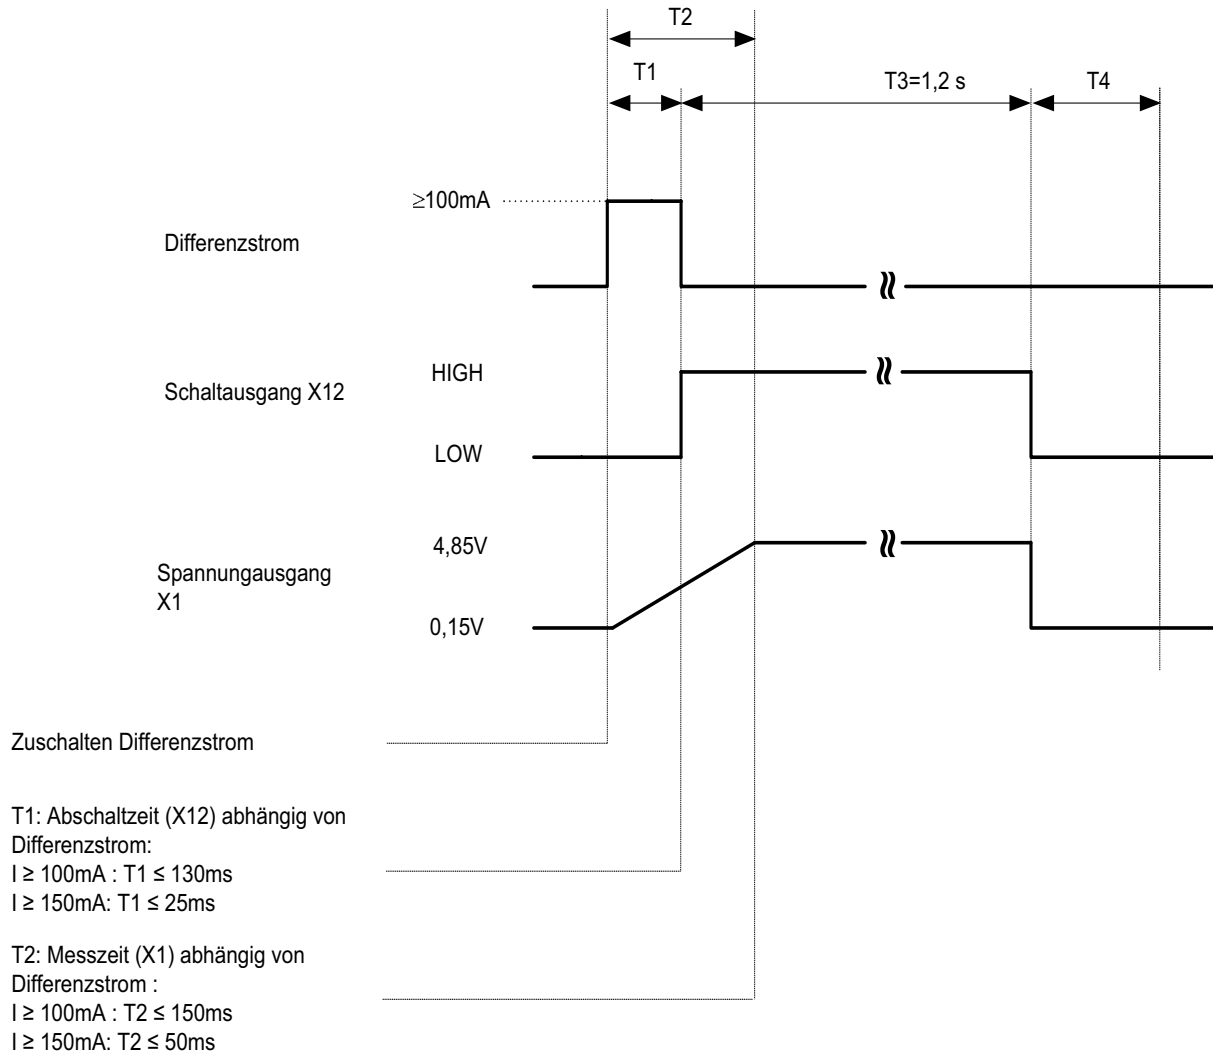 T2
T1
T3=1,2 s
T4
≥100mA
Differenzstrom
HIGH
Schaltausgang X12
LOW
4,85V
Spannungausgang
X1
0,15V
Zuschalten Differenzstrom
T1: Abschaltzeit (X12) abhängig von
Differenzstrom:
I ≥ 100mA : T1 ≤ 130ms
I ≥ 150mA: T1 ≤ 25ms
T2: Messzeit (X1) abhängig von
Differenzstrom :
I ≥ 100mA : T2 ≤ 150ms
I ≥ 150mA: T2 ≤ 50ms